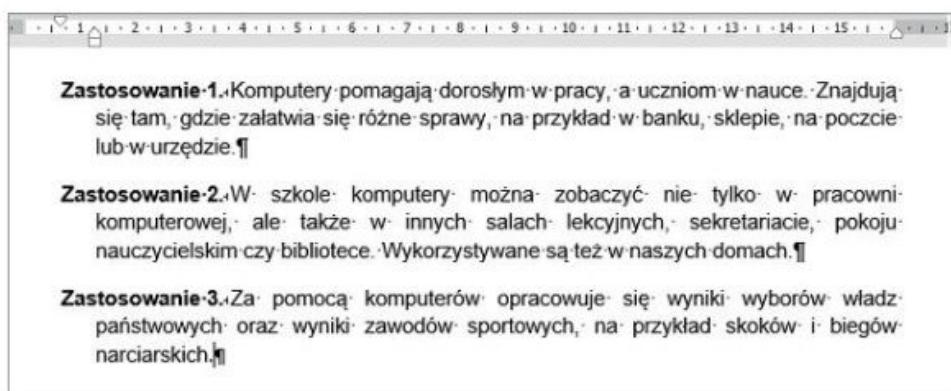 1 · 2 · 3 · 4 · 5 · 6 · 7 · 8 · 9 · 10 · 11 · 12 · 13 · 14 · 15
Zastosowanie·1.Komputery·pomagają·dorosłym·w·pracy,·a·uczniom·w·nauce.·Znajdują·
się·tam,·gdzie·załatwia·się·różne·sprawy,·na·przykład·w·banku,·sklepie,·na·poczcie·
lub·w·urzędzie.¶
Zastosowanie·2.W·szkole·komputery·można·zobaczyć·nie·tylko·w·pracowni·
komputerowej,·ale·także·w·innych·salach·lekcyjnych,·sekretariacie,·pokoju·
nauczycielskim·czy·bibliotece.·Wykorzystywane·są·też·w·naszych·domach.¶
Zastosowanie·3.Za·pomocą·komputerów·opracowuje·się·wyniki·wyborów·władz·
państwowych·oraz·wyniki·zawodów·sportowych,·na·przykład·skoków·i·biegów·
narciarskich.¶